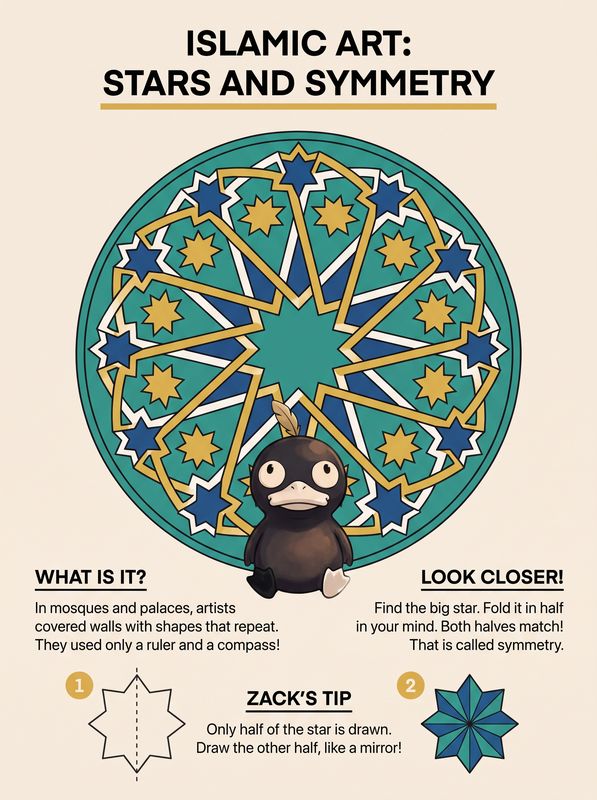 ISLAMIC ART:
STARS AND SYMMETRY
WHAT IS IT?
In mosques and palaces, artists
covered walls with shapes that repeat.
They used only a ruler and a compass!
LOOK CLOSER!
Find the big star. Fold it in half
in your mind. Both halves match!
That is called symmetry.
1
ZACK'S TIP
Only half of the star is drawn.
Draw the other half, like a mirror!
2